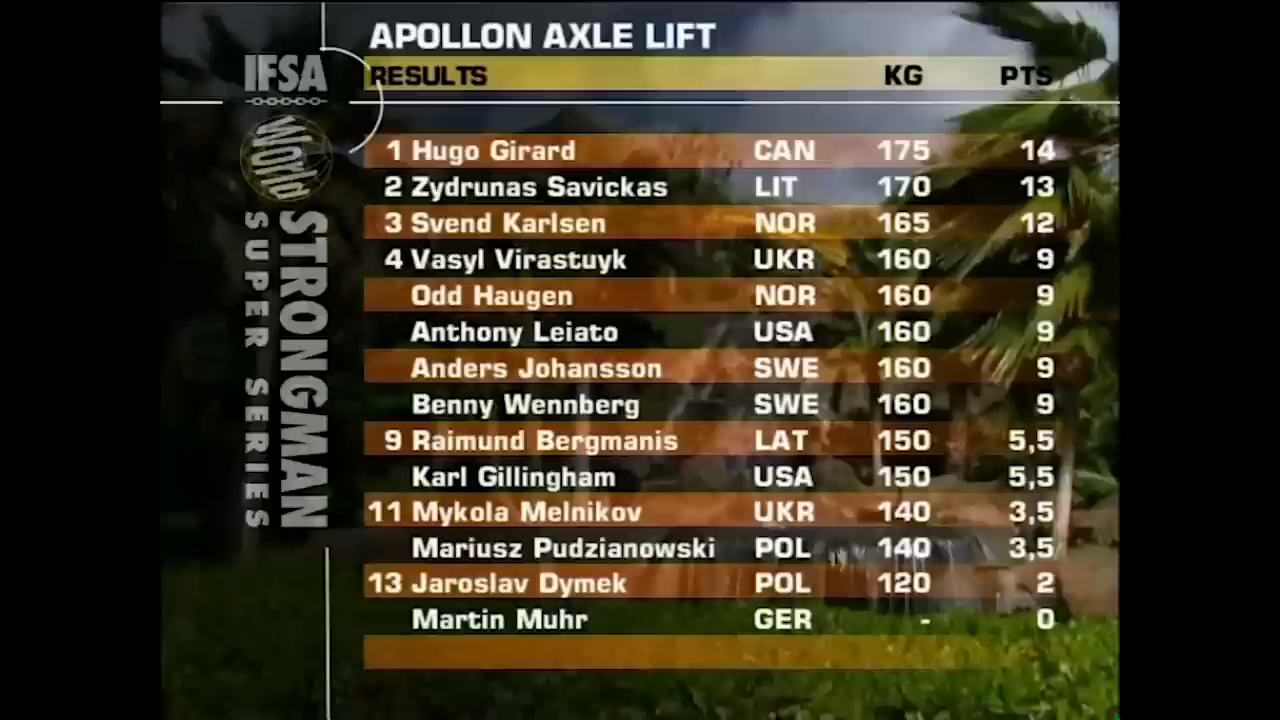 APOLLON AXLE LIFT
IFSA
RESULTS KG PTS
World
STRONGMAN
SUPER SERIES
1 Hugo Girard CAN 175 14
2 Zydrunas Savickas LIT 170 13
3 Svend Karlsen NOR 165 12
4 Vasyl Virastuyk UKR 160 9
Odd Haugen NOR 160 9
Anthony Leiato USA 160 9
Anders Johansson SWE 160 9
Benny Wennberg SWE 160 9
9 Raimund Bergmanis LAT 150 5,5
Karl Gillingham USA 150 5,5
11 Mykola Melnikov UKR 140 3,5
Mariusz Pudzianowski POL 140 3,5
13 Jaroslav Dymek POL 120 2
Martin Muhr GER - 0